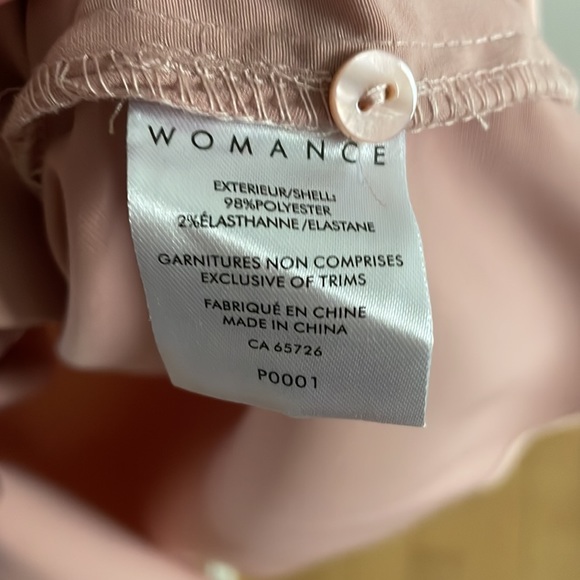 WOMANCE
EXTERIEUR/SHELL:
98%POLYESTER
2%ÉLASTHANNE/ELASTANE
GARNITURES NON COMPRISES
EXCLUSIVE OF TRIMS
FABRIQUÉ EN CHINE
MADE IN CHINA
CA 65726
P0001